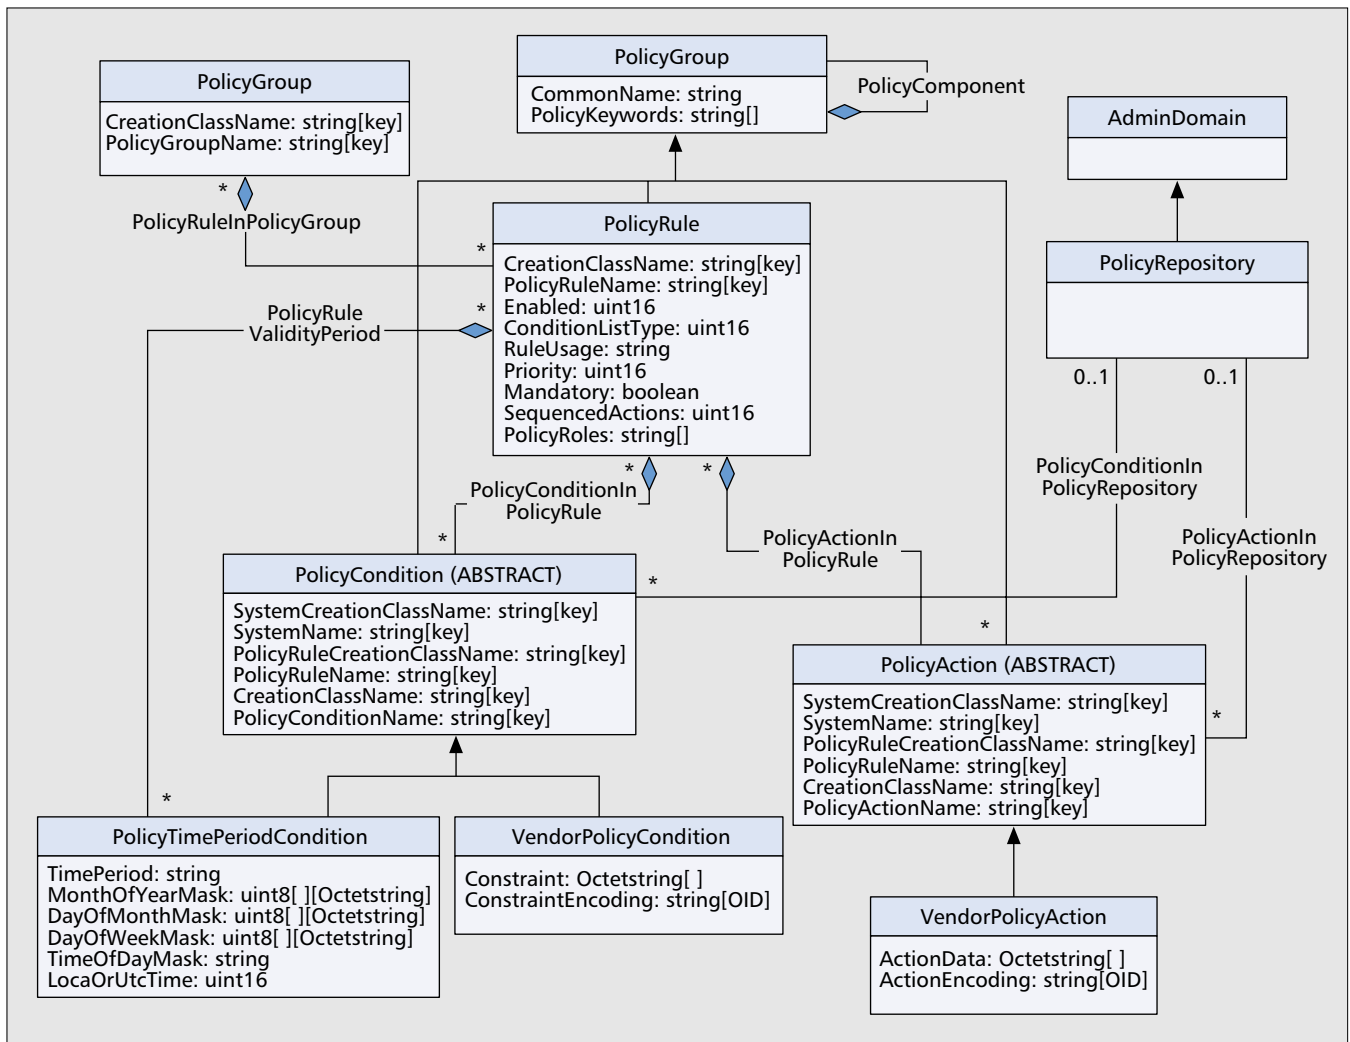 PolicyGroup
CommonName: string
PolicyKeywords: string[]
PolicyComponent
PolicyGroup
CreationClassName: string[key]
PolicyGroupName: string[key]
AdminDomain
*
PolicyRuleInPolicyGroup
*
PolicyRule
CreationClassName: string[key]
PolicyRuleName: string[key]
Enabled: uint16
ConditionListType: uint16
RuleUsage: string
Priority: uint16
Mandatory: boolean
SequencedActions: uint16
PolicyRoles: string[]
PolicyRepository
*
PolicyRule
ValidityPeriod
0..1
0..1
*
*
PolicyConditionIn
PolicyRule
*
PolicyActionIn
PolicyRule
PolicyConditionIn
PolicyRepository
PolicyActionIn
PolicyRepository
PolicyCondition (ABSTRACT)
SystemCreationClassName: string[key]
SystemName: string[key]
PolicyRuleCreationClassName: string[key]
PolicyRuleName: string[key]
CreationClassName: string[key]
PolicyConditionName: string[key]
*
*
PolicyAction (ABSTRACT)
SystemCreationClassName: string[key]
SystemName: string[key]
PolicyRuleCreationClassName: string[key]
PolicyRuleName: string[key]
CreationClassName: string[key]
PolicyActionName: string[key]
*
*
PolicyTimePeriodCondition
TimePeriod: string
MonthOfYearMask: uint8[ ][Octetstring]
DayOfMonthMask: uint8[ ][Octetstring]
DayOfWeekMask: uint8[ ][Octetstring]
TimeOfDayMask: string
LocaOrUtcTime: uint16
VendorPolicyCondition
Constraint: Octetstring[ ]
ConstraintEncoding: string[OID]
VendorPolicyAction
ActionData: Octetstring[ ]
ActionEncoding: string[OID]